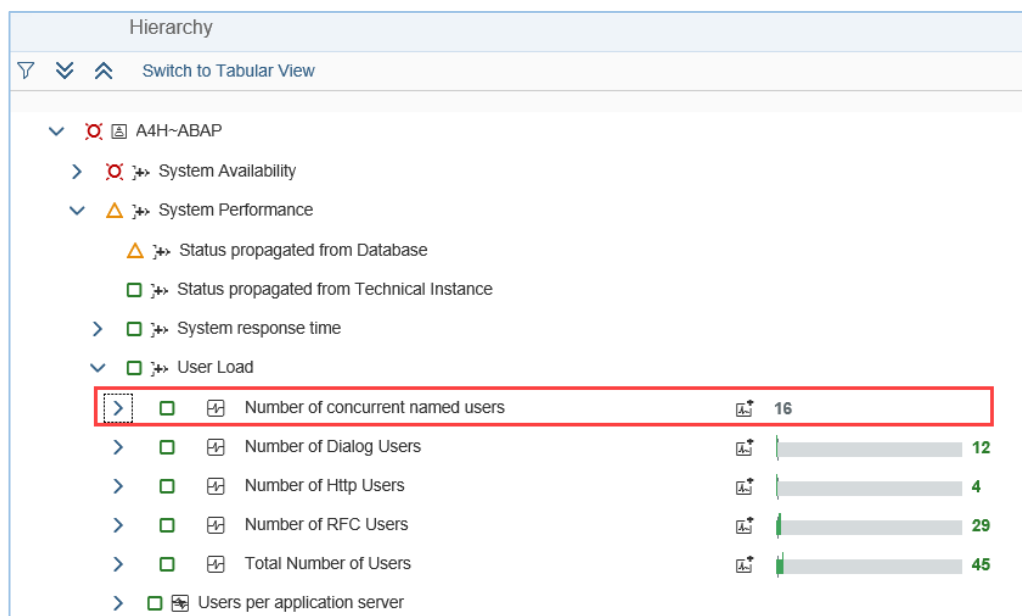 Hierarchy
Switch to Tabular View
A4H~ABAP
System Availability
System Performance
Status propagated from Database
Status propagated from Technical Instance
System response time
User Load
Number of concurrent named users 16
Number of Dialog Users 12
Number of Http Users 4
Number of RFC Users 29
Total Number of Users 45
Users per application server